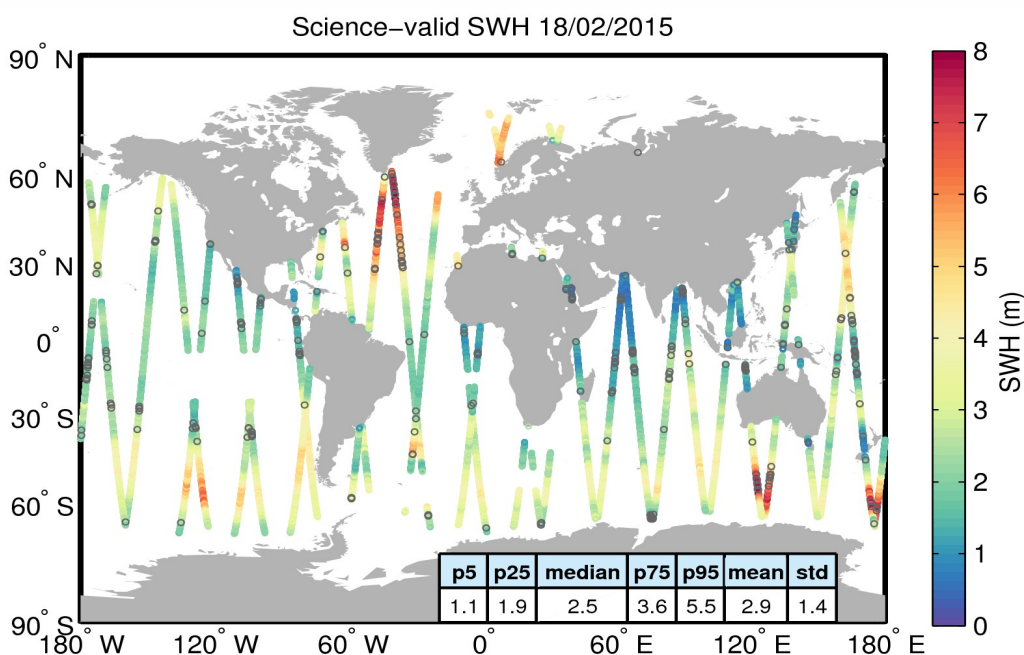 Science−valid SWH 18/02/2015
90° N
60° N
30° N
0°
30° S
60° S
90° S
180° W
120° W
60° W
0°
60° E
120° E
180° E
p5 p25 median p75 p95 mean std
1.1 1.9 2.5 3.6 5.5 2.9 1.4
8
7
6
5
4
3
2
1
0
SWH (m)